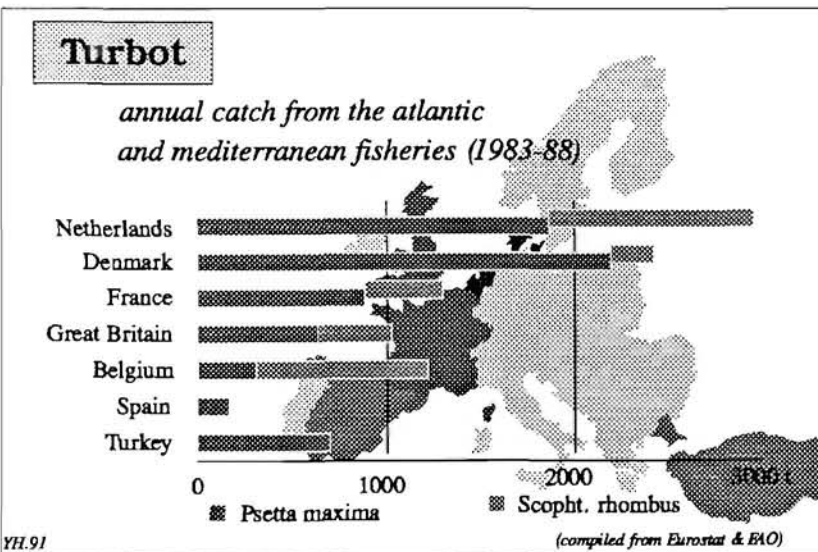 Turbot
annual catch from the atlantic
and mediterranean fisheries (1983-88)
Netherlands
Denmark
France
Great Britain
Belgium
Spain
Turkey
0 1000 2000 3000 t
Psetta maxima Scopht. rhombus
YH.91 (compiled from Eurostat & FAO)